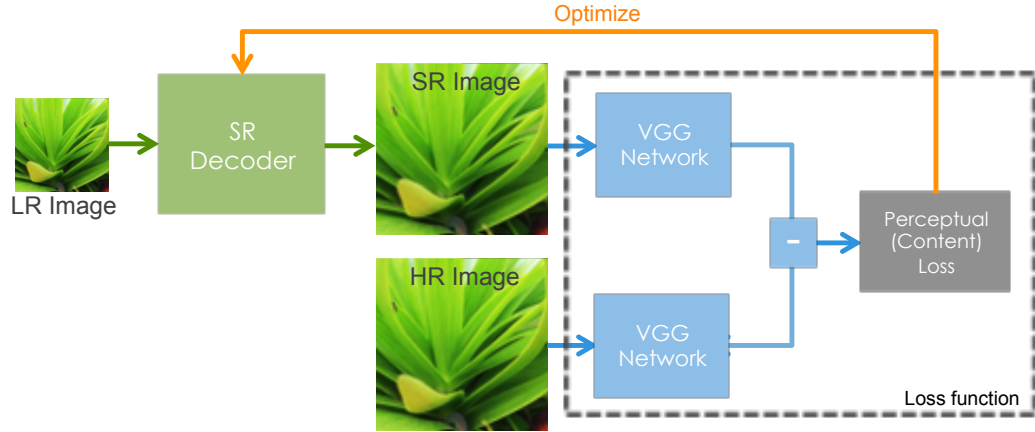 Optimize
SR Image
VGG
Network
SR
Decoder
LR Image
-
Perceptual
(Content)
Loss
HR Image
VGG
Network
Loss function